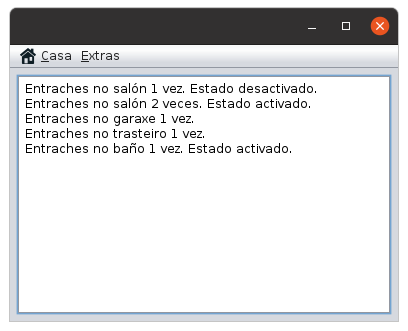 Casa Extras
Entraches no salón 1 vez. Estado desactivado.
Entraches no salón 2 veces. Estado activado.
Entraches no garaxe 1 vez.
Entraches no trasteiro 1 vez.
Entraches no baño 1 vez. Estado activado.